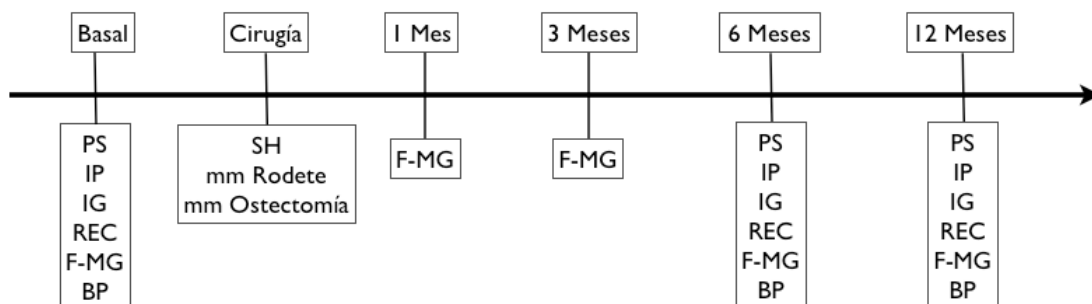 Basal
Cirugía
1 Mes
3 Meses
6 Meses
12 Meses
PS
IP
IG
REC
F-MG
BP
SH
mm Rodete
mm Ostectomía
F-MG
F-MG
PS
IP
IG
REC
F-MG
BP
PS
IP
IG
REC
F-MG
BP